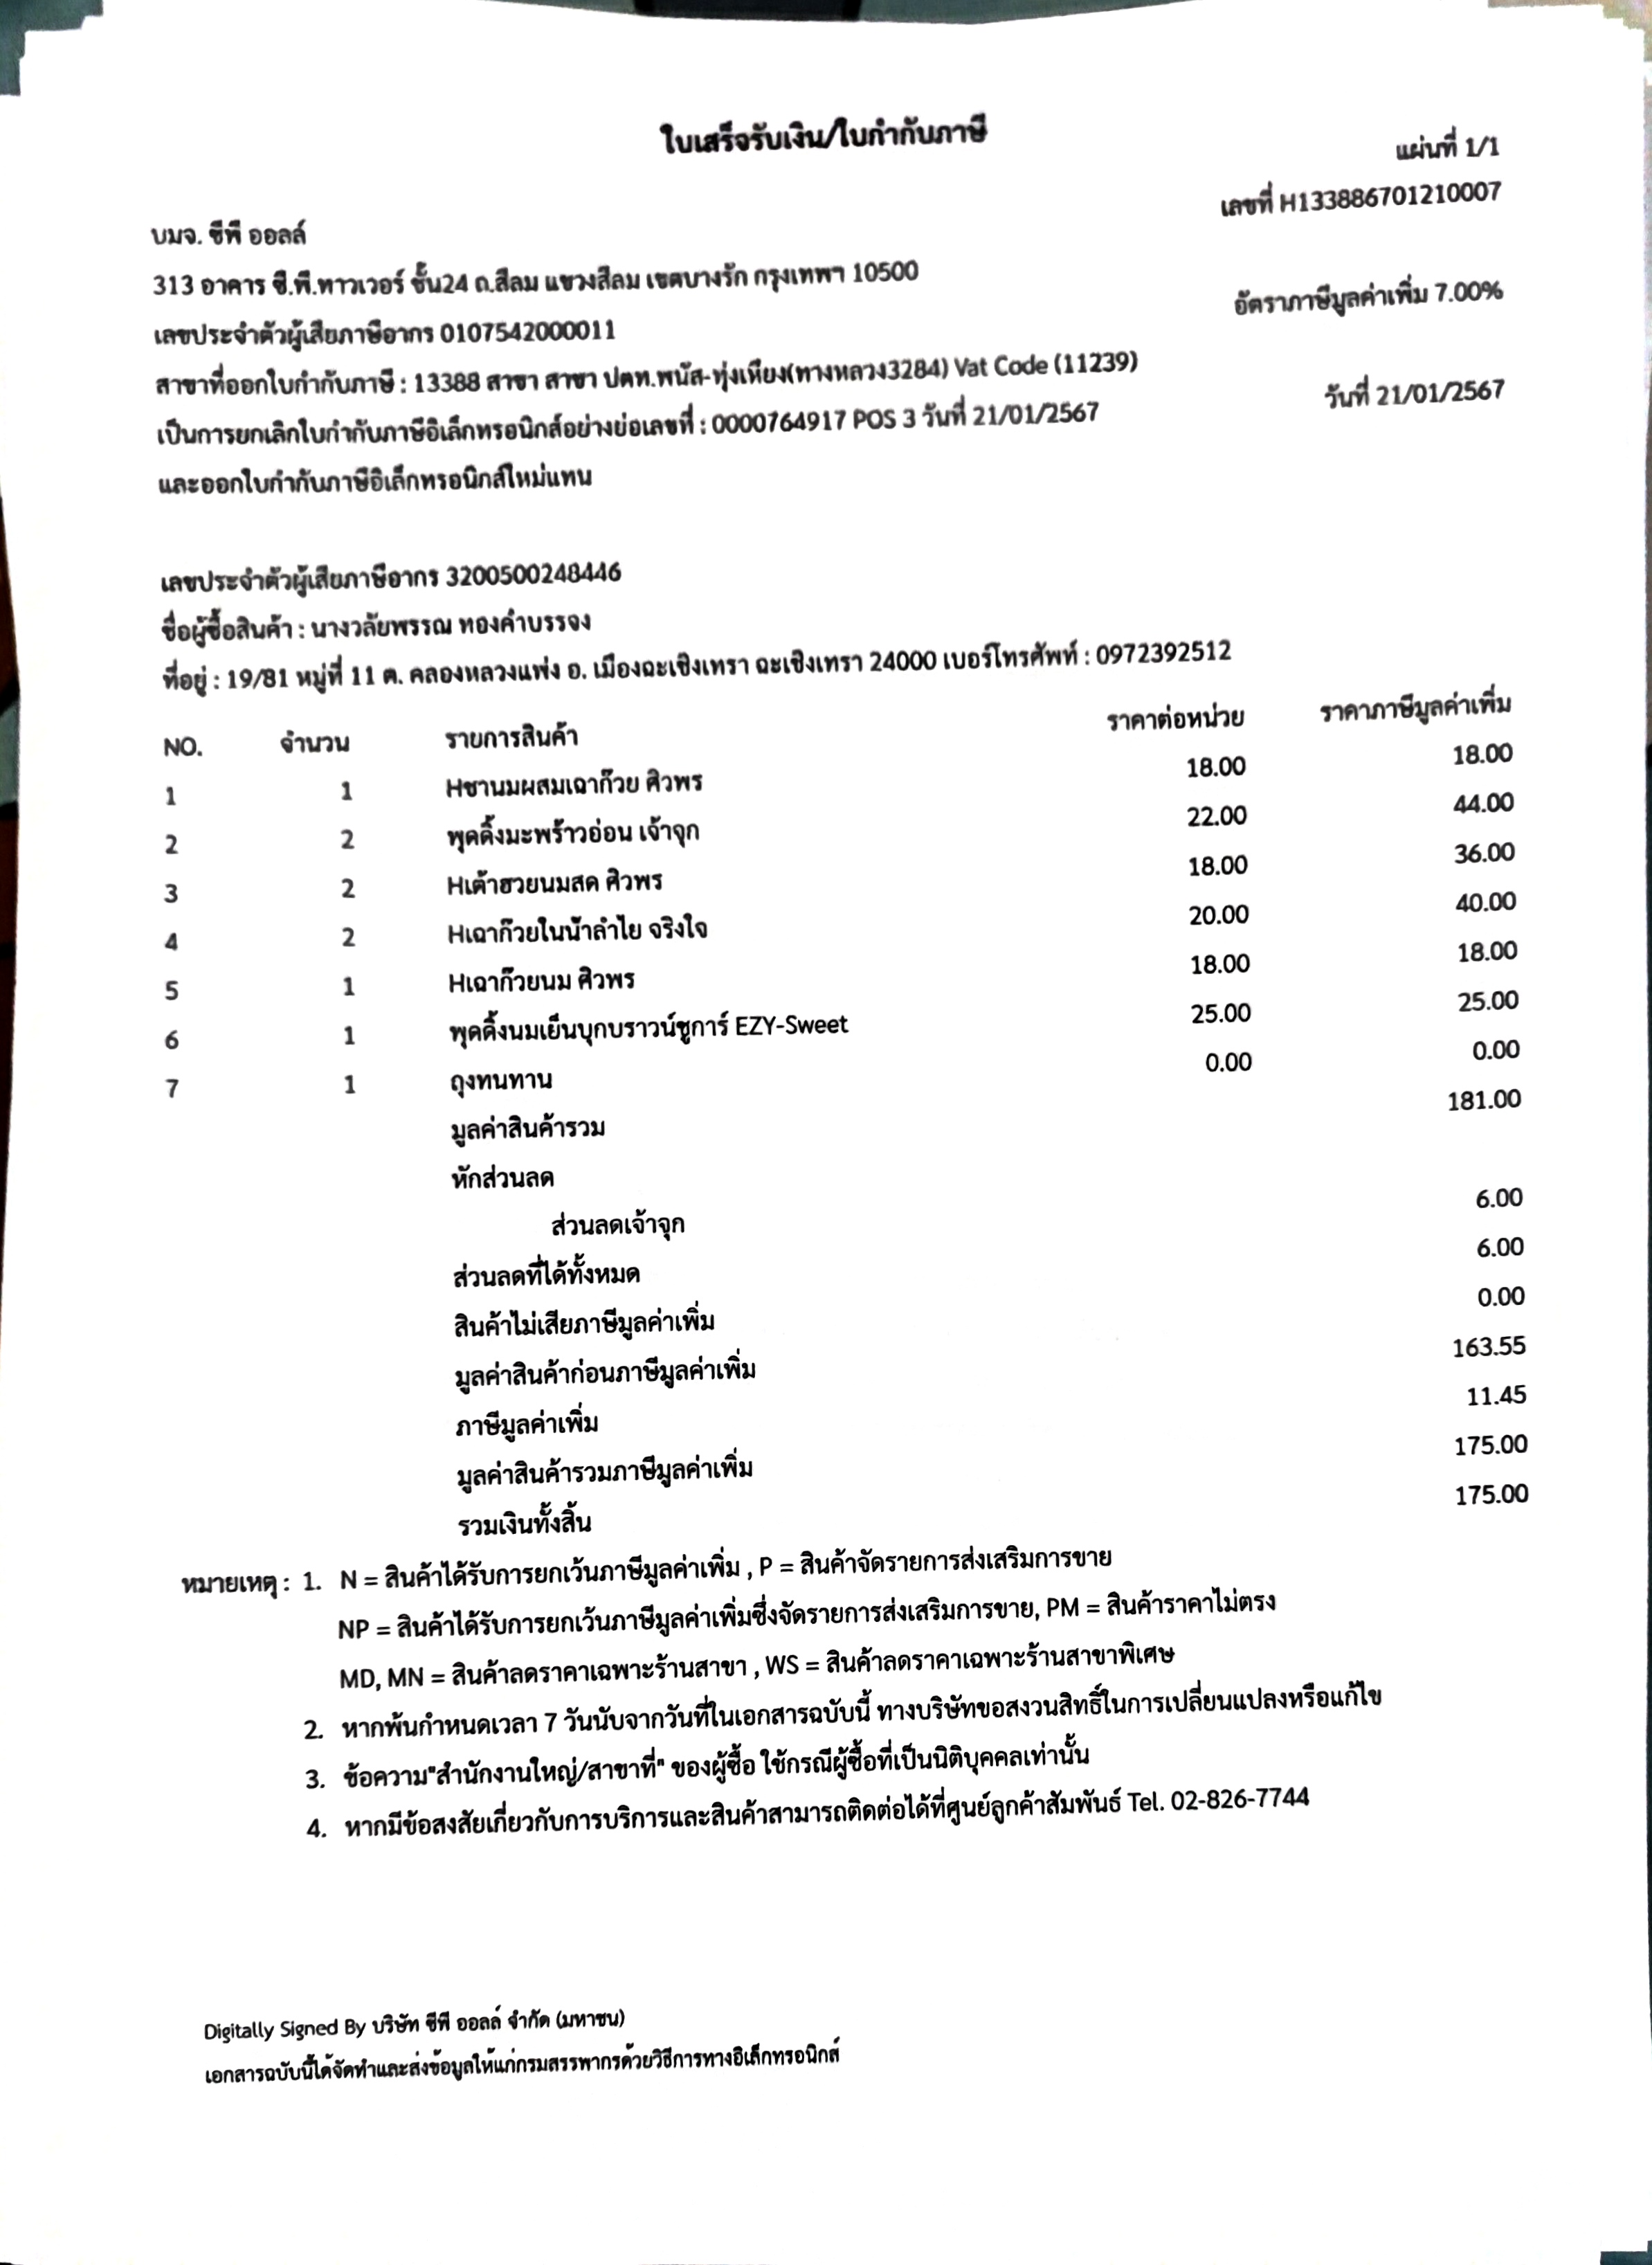 ใบเสร็จรับเงิน/ใบกำกับภาษี
แผ่นที่ 1/1
เลขที่ H133886701210007
บมจ. ซีพี ออลล์
313 อาคาร ซี.พี.ทาวเวอร์ ชั้น24 ถ.สีลม แขวงสีลม เขตบางรัก กรุงเทพฯ 10500
อัตราภาษีมูลค่าเพิ่ม 7.00%
เลขประจำตัวผู้เสียภาษีอากร 0107542000011
สาขาที่ออกใบกำกับภาษี : 13388 สาขา สาขา ปตท.พนัส-ทุ่งเหียง(ทางหลวง3284) Vat Code (11239)
วันที่ 21/01/2567
เป็นการยกเลิกใบกำกับภาษีอิเล็กทรอนิกส์อย่างย่อเลขที่ : 0000764917 POS 3 วันที่ 21/01/2567
และออกใบกำกับภาษีอิเล็กทรอนิกส์ใหม่แทน
เลขประจำตัวผู้เสียภาษีอากร 3200500248446
ชื่อผู้ซื้อสินค้า : นางวลัยพรรณ ทองคำบรรจง
ที่อยู่ : 19/81 หมู่ที่ 11 ต. คลองหลวงแพ่ง อ. เมืองฉะเชิงเทรา ฉะเชิงเทรา 24000 เบอร์โทรศัพท์ : 0972392512
NO. จำนวน รายการสินค้า ราคาต่อหน่วย ราคาภาษีมูลค่าเพิ่ม
1 1 Hชานมผสมเฉาก๊วย ศิวพร 18.00 18.00
2 2 พุดดิ้งมะพร้าวอ่อน เจ้าจุก 22.00 44.00
3 2 Hเต้าฮวยนมสด ศิวพร 18.00 36.00
4 2 Hเฉาก๊วยในน้ำลำไย จริงใจ 20.00 40.00
5 1 Hเฉาก๊วยนม ศิวพร 18.00 18.00
6 1 พุดดิ้งนมเย็นบุกบราวน์ชูการ์ EZY-Sweet 25.00 25.00
7 1 ถุงทนทาน 0.00 0.00
มูลค่าสินค้ารวม 181.00
หักส่วนลด
ส่วนลดเจ้าจุก 6.00
ส่วนลดที่ได้ทั้งหมด 6.00
สินค้าไม่เสียภาษีมูลค่าเพิ่ม 0.00
มูลค่าสินค้าก่อนภาษีมูลค่าเพิ่ม 163.55
ภาษีมูลค่าเพิ่ม 11.45
มูลค่าสินค้ารวมภาษีมูลค่าเพิ่ม 175.00
รวมเงินทั้งสิ้น 175.00
หมายเหตุ : 1. N = สินค้าได้รับการยกเว้นภาษีมูลค่าเพิ่ม , P = สินค้าจัดรายการส่งเสริมการขาย
NP = สินค้าได้รับการยกเว้นภาษีมูลค่าเพิ่มซึ่งจัดรายการส่งเสริมการขาย, PM = สินค้าราคาไม่ตรง
MD, MN = สินค้าลดราคาเฉพาะร้านสาขา , WS = สินค้าลดราคาเฉพาะร้านสาขาพิเศษ
2. หากพ้นกำหนดเวลา 7 วันนับจากวันที่ในเอกสารฉบับนี้ ทางบริษัทขอสงวนสิทธิ์ในการเปลี่ยนแปลงหรือแก้ไข
3. ข้อความ"สำนักงานใหญ่/สาขาที่" ของผู้ซื้อ ใช้กรณีผู้ซื้อที่เป็นนิติบุคคลเท่านั้น
4. หากมีข้อสงสัยเกี่ยวกับการบริการและสินค้าสามารถติดต่อได้ที่ศูนย์ลูกค้าสัมพันธ์ Tel. 02-826-7744
Digitally Signed By บริษัท ซีพี ออลล์ จำกัด (มหาชน)
เอกสารฉบับนี้ได้จัดทำและส่งข้อมูลให้แก่กรมสรรพากรด้วยวิธีการทางอิเล็กทรอนิกส์